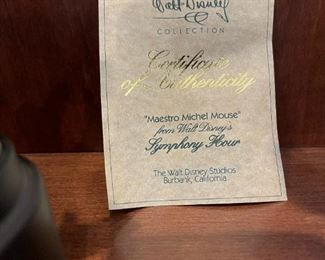 Walt Disney
COLLECTION
Certificate
of Authenticity
"Maestro Michel Mouse"
from Walt Disney's
Symphony Hour
The Walt Disney Studios
Burbank, California